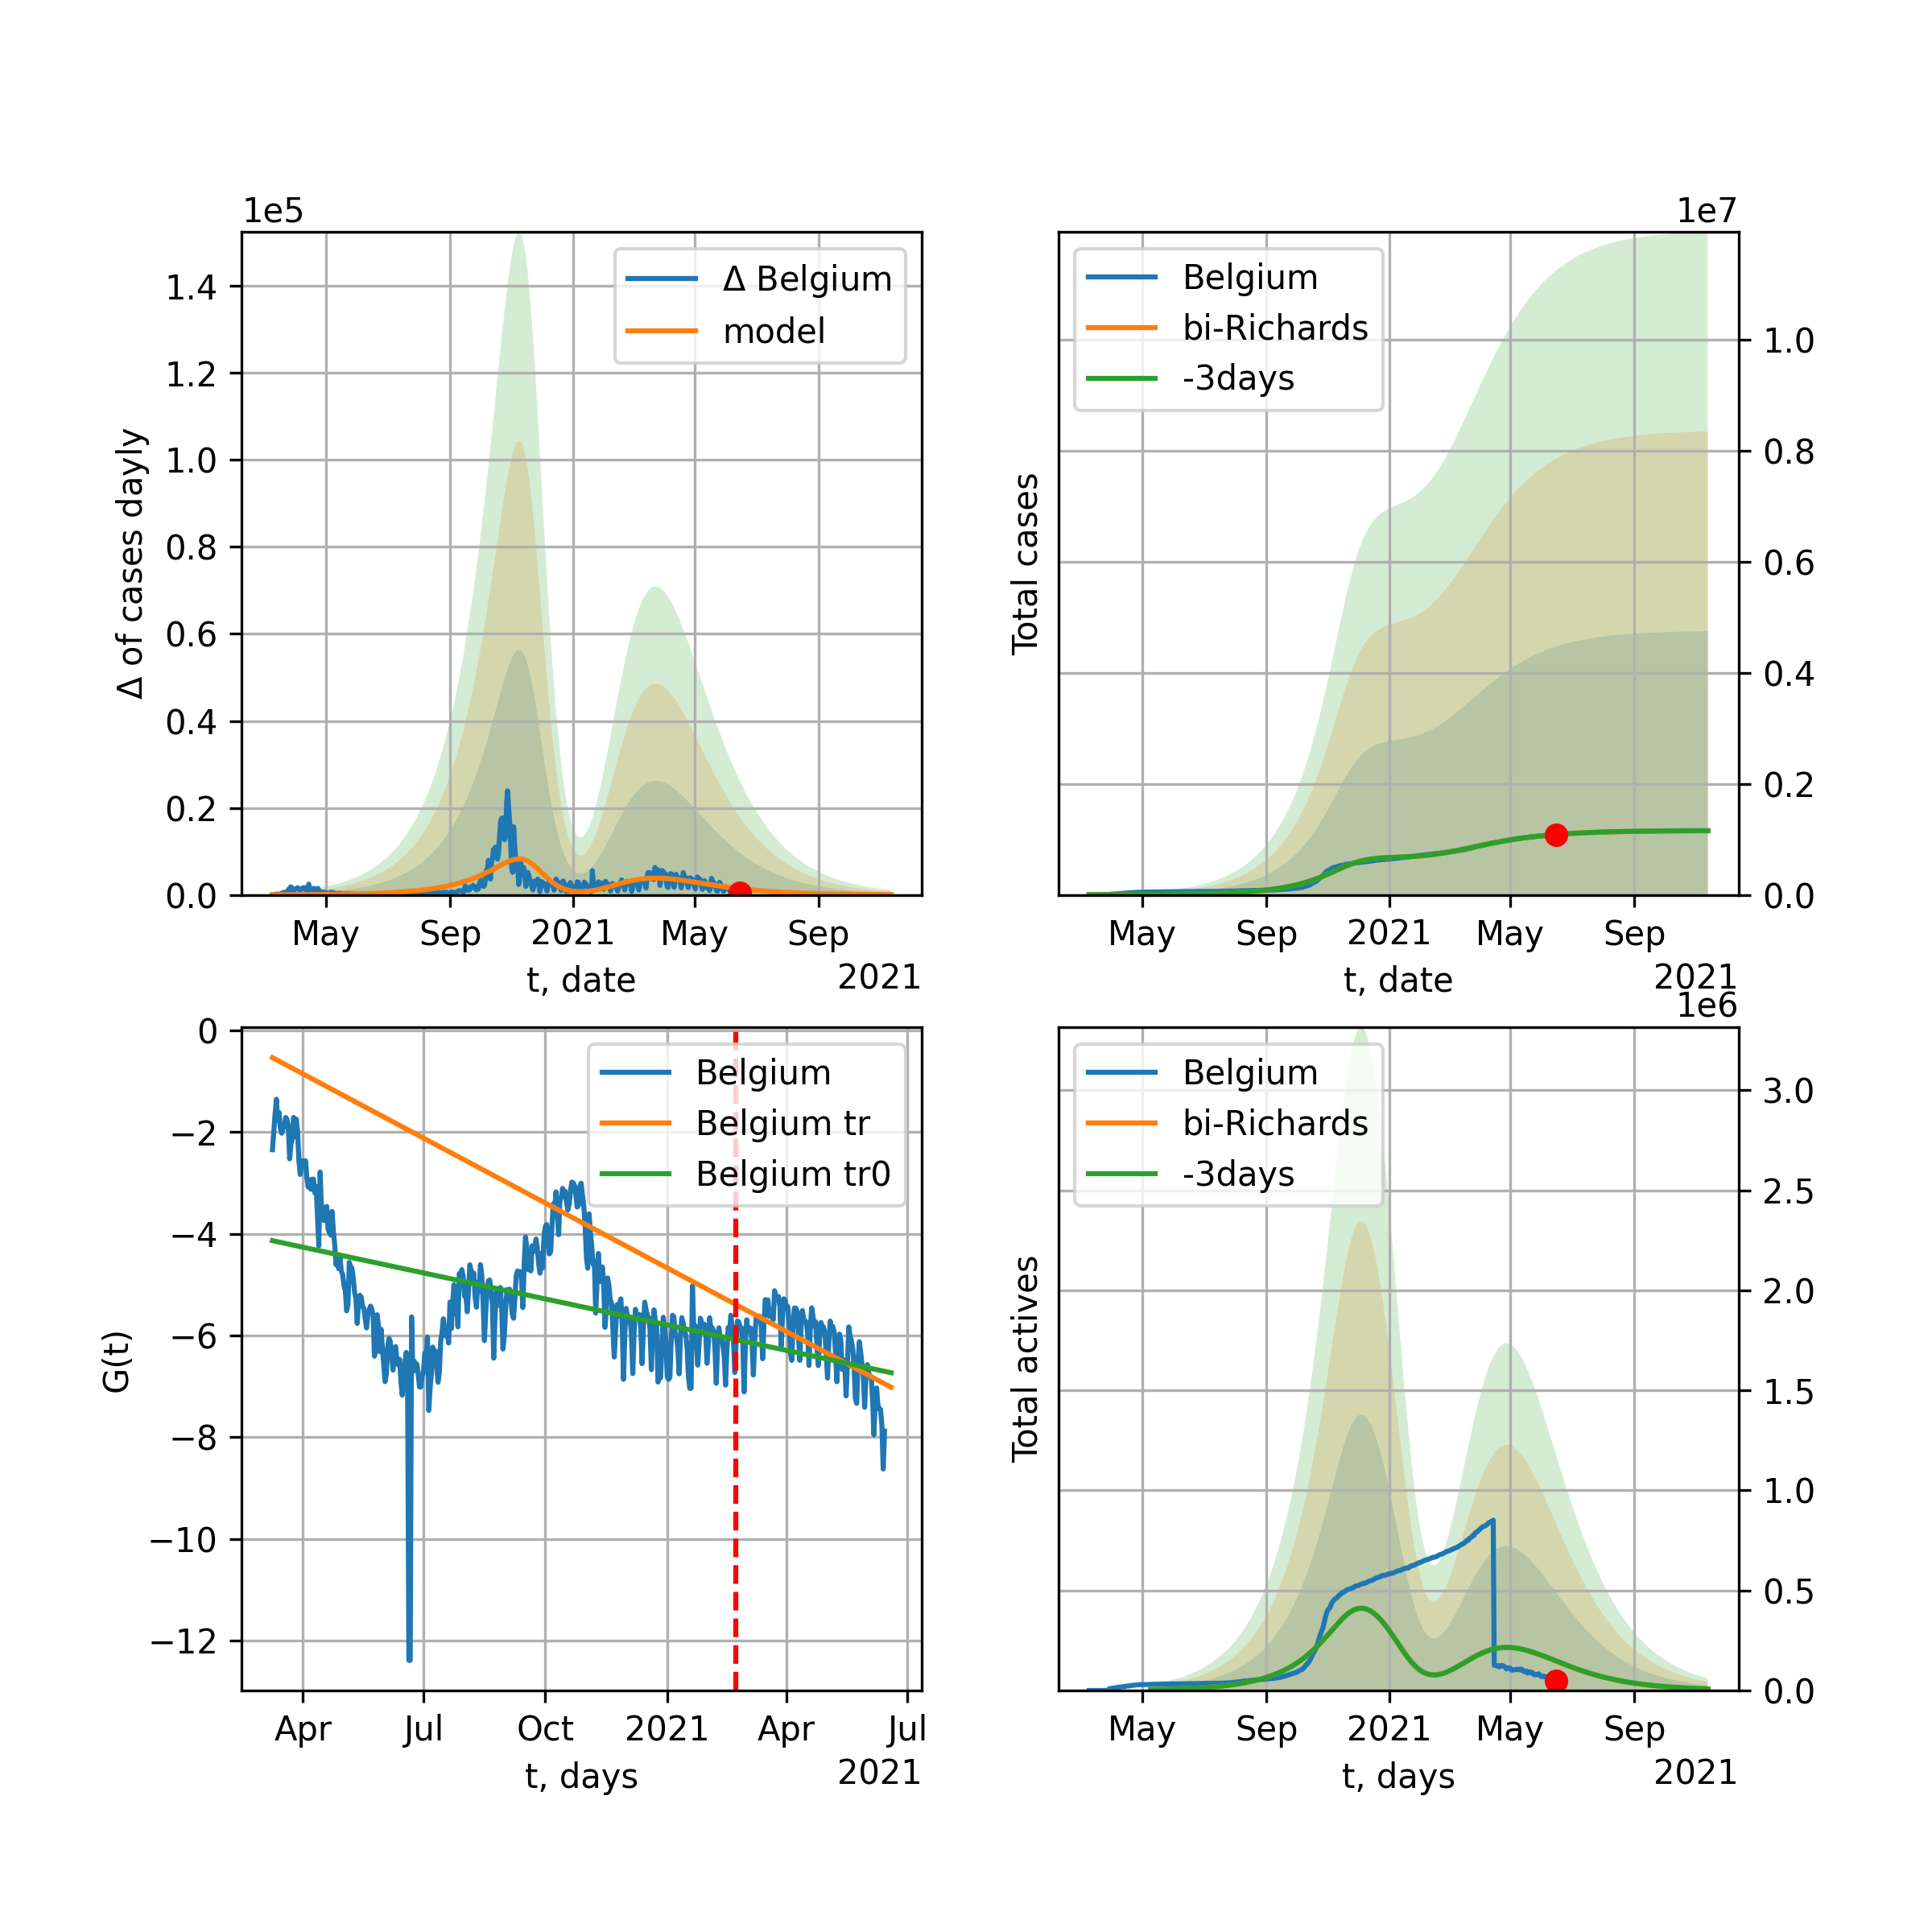 1e5
Δ of cases dayly
1.4
1.2
1.0
0.8
0.6
0.4
0.2
0.0
Δ Belgium
model
May Sep 2021 May Sep
t, date
2021
1e7
Total cases
Belgium
bi-Richards
-3days
1.0
0.8
0.6
0.4
0.2
0.0
May Sep 2021 May Sep
t, date
2021
G(t)
0
−2
−4
−6
−8
−10
−12
Belgium
Belgium tr
Belgium tr0
Apr Jul Oct 2021 Apr Jul
t, days
2021
1e6
Total actives
Belgium
bi-Richards
-3days
3.0
2.5
2.0
1.5
1.0
0.5
0.0
May Sep 2021 May Sep
t, days
2021